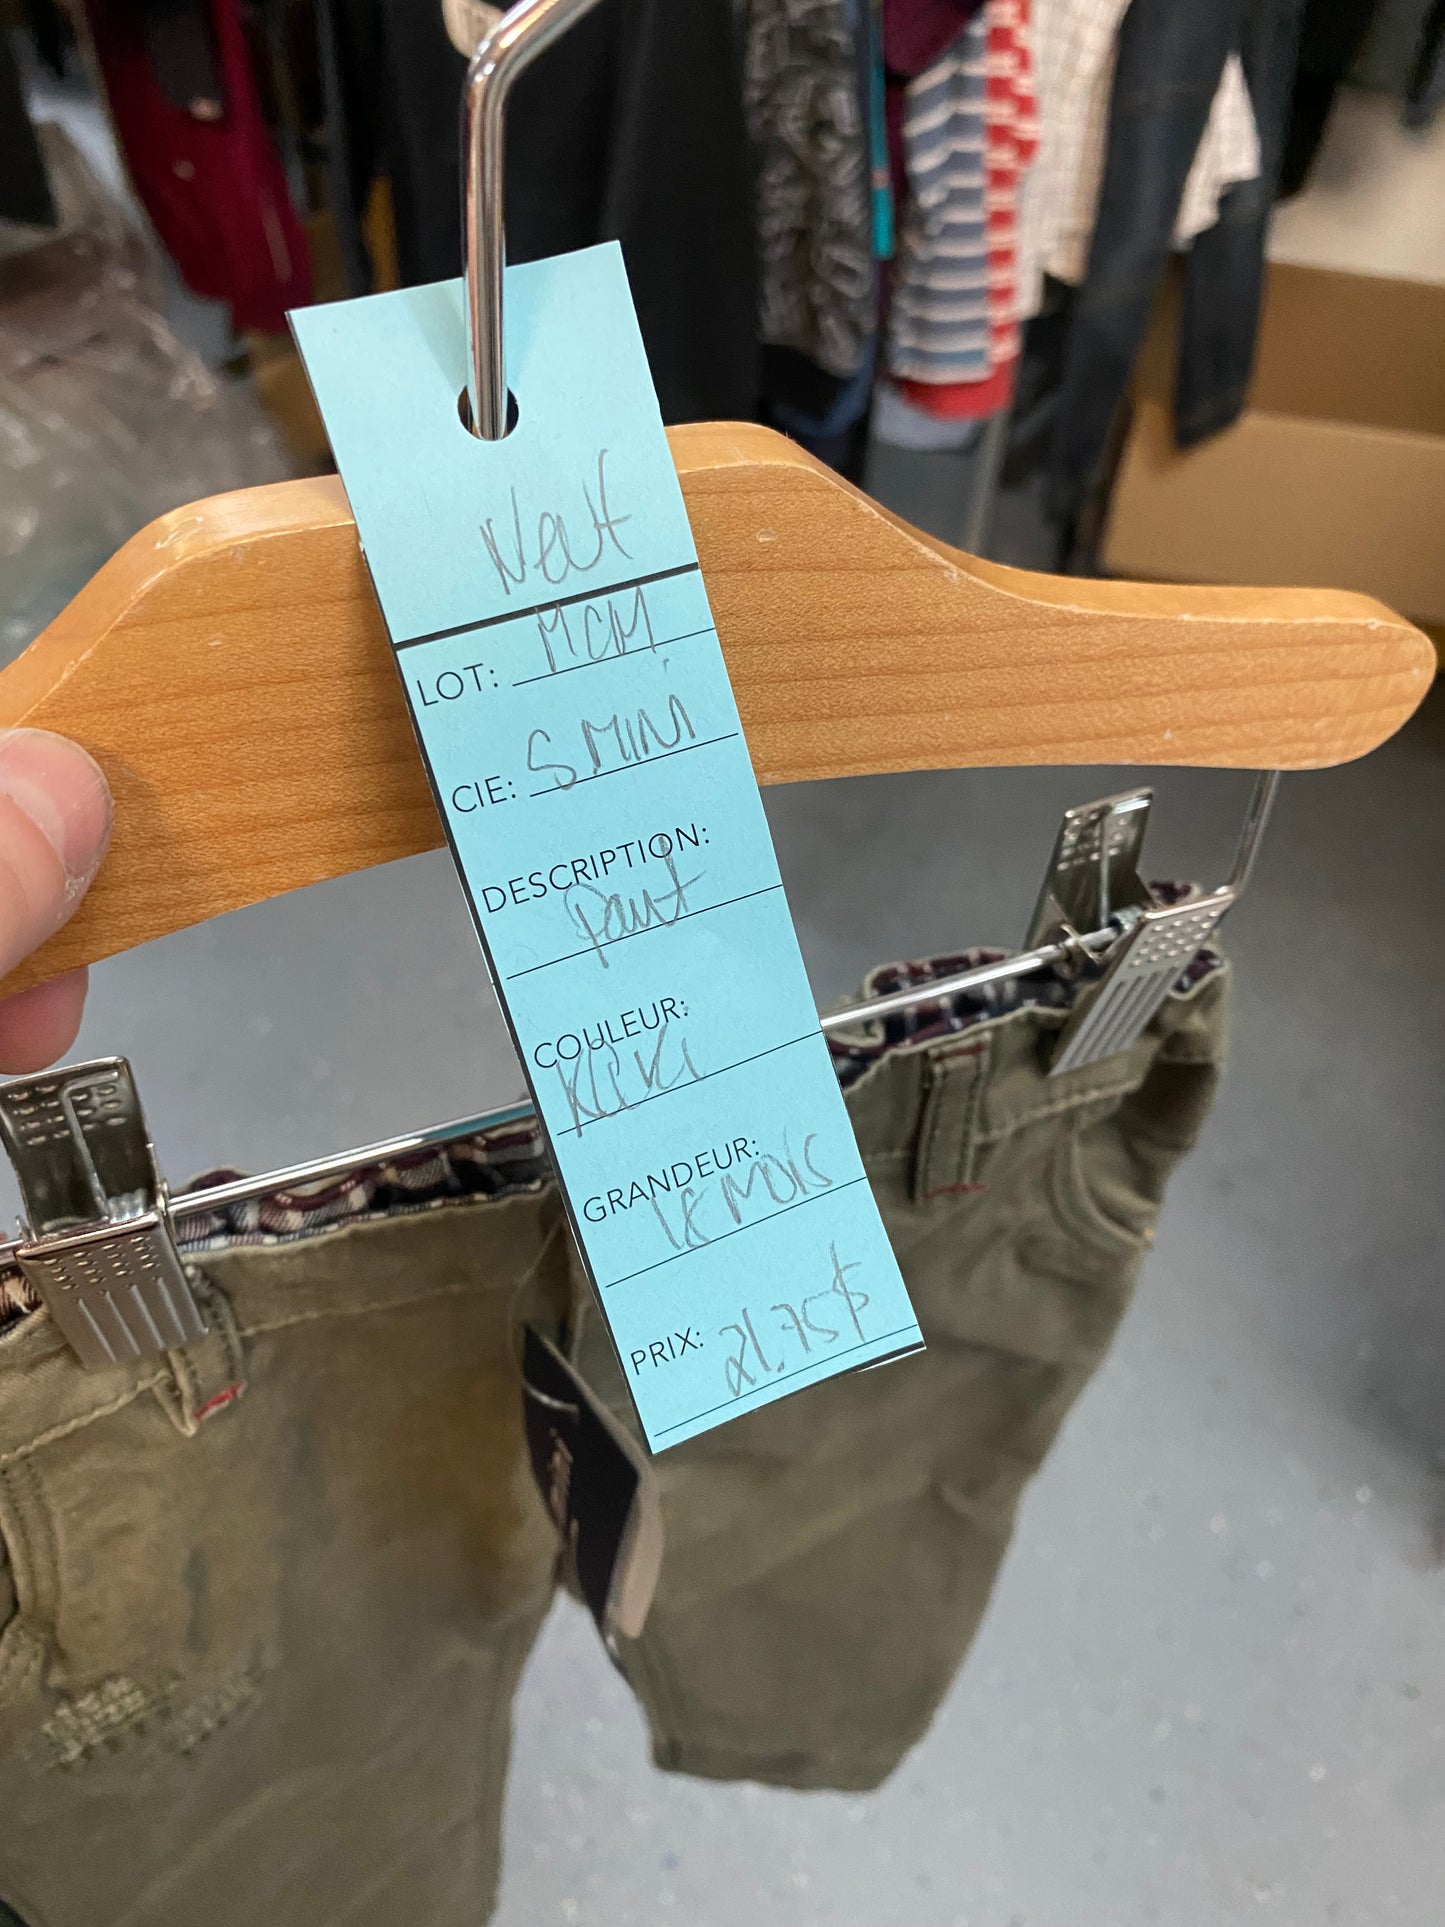 Neuf
LOT: MCM
CIE: S. MINI
DESCRIPTION:
Pant
COULEUR:
Kaki
GRANDEUR:
18 MOIS
PRIX: 21.75$